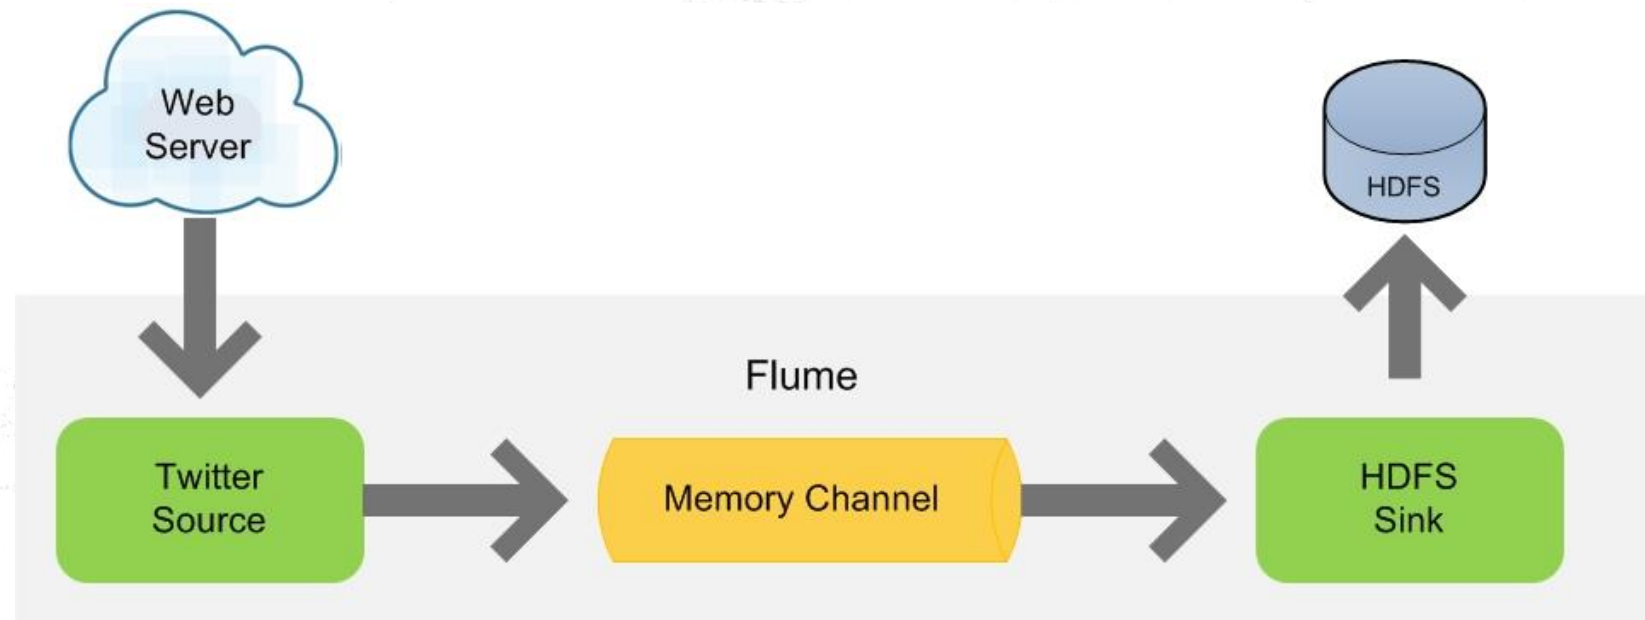 Web
Server
HDFS
Flume
Twitter
Source
Memory Channel
HDFS
Sink